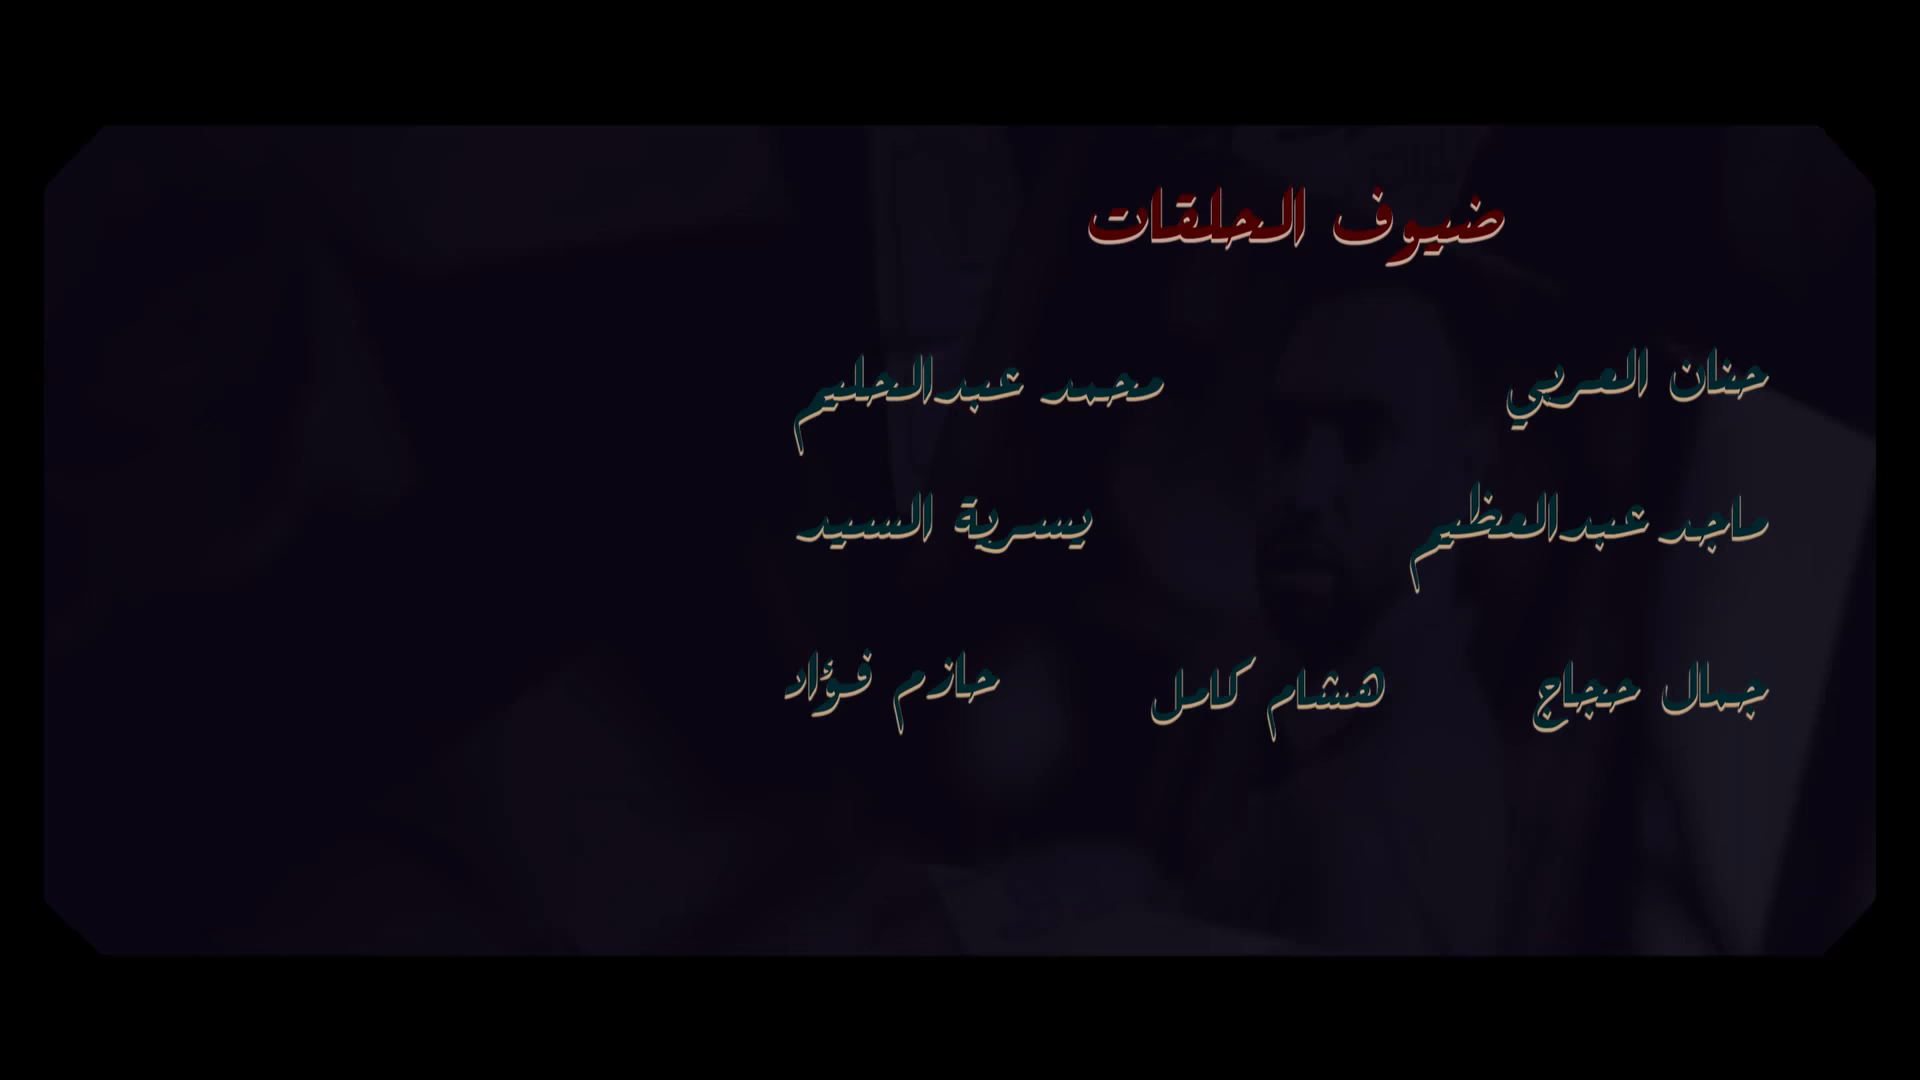 ضيوف الحلقات
حنان العربي محمد عبدالحليم
ماجد عبدالعظيم يسرية السيد
جمال حجاج هشام كامل حازم فؤاد